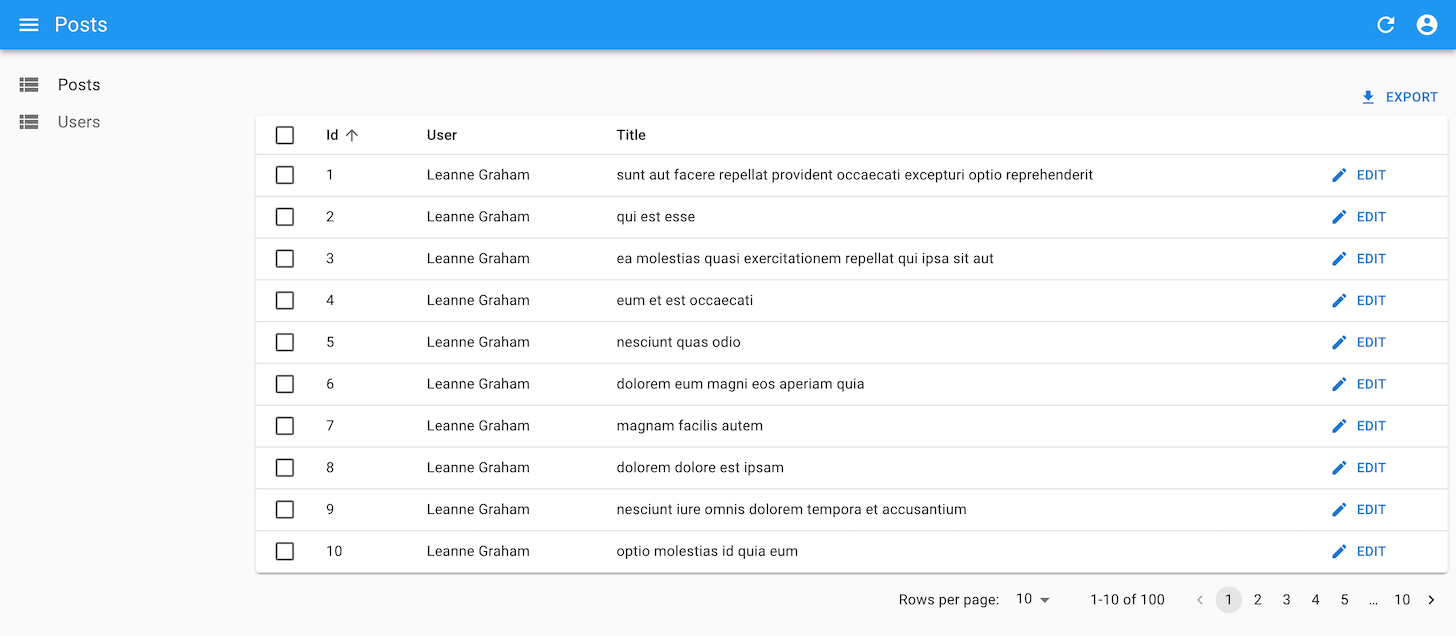 Posts
Posts
Users
EXPORT
Id User Title
1 Leanne Graham sunt aut facere repellat provident occaecati excepturi optio reprehenderit EDIT
2 Leanne Graham qui est esse EDIT
3 Leanne Graham ea molestias quasi exercitationem repellat qui ipsa sit aut EDIT
4 Leanne Graham eum et est occaecati EDIT
5 Leanne Graham nesciunt quas odio EDIT
6 Leanne Graham dolorem eum magni eos aperiam quia EDIT
7 Leanne Graham magnam facilis autem EDIT
8 Leanne Graham dolorem dolore est ipsam EDIT
9 Leanne Graham nesciunt iure omnis dolorem tempora et accusantium EDIT
10 Leanne Graham optio molestias id quia eum EDIT
Rows per page: 10 1-10 of 100 1 2 3 4 5 ... 10